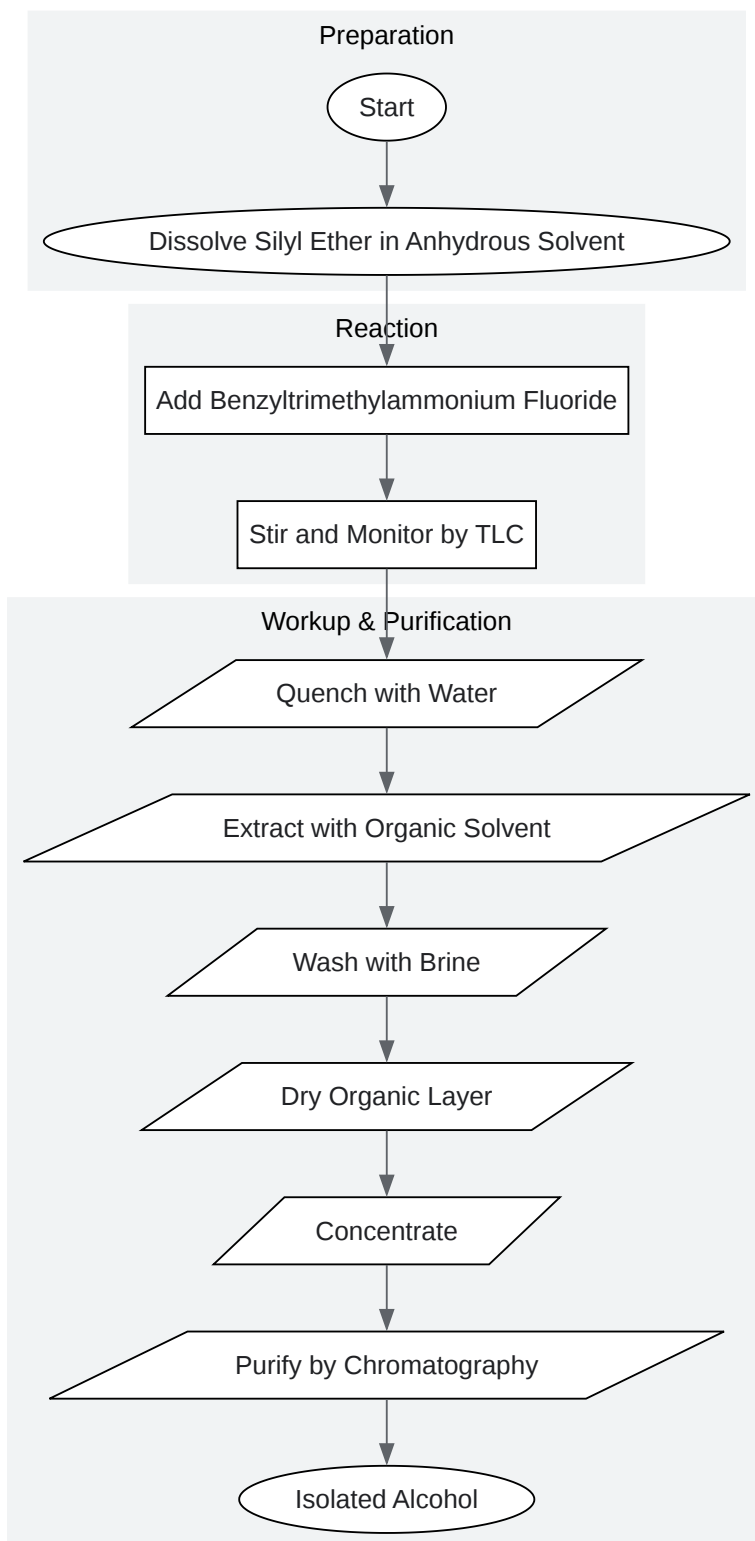 Preparation
Start
Dissolve Silyl Ether in Anhydrous Solvent
Reaction
Add Benzyltrimethylammonium Fluoride
Stir and Monitor by TLC
Workup & Purification
Quench with Water
Extract with Organic Solvent
Wash with Brine
Dry Organic Layer
Concentrate
Purify by Chromatography
Isolated Alcohol